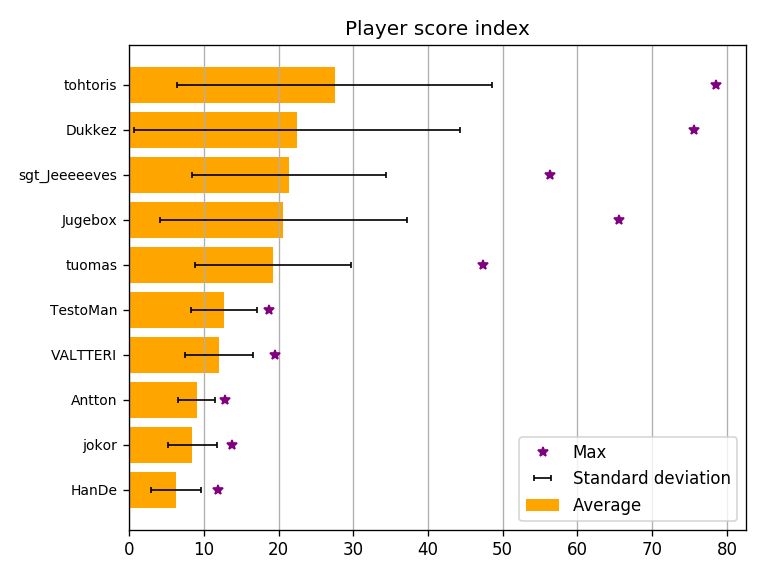 Player score index
tohtoris
Dukkez
sgt_Jeeeeeves
Jugebox
tuomas
TestoMan
VALTTERI
Antton
jokor
HanDe
Max
Standard deviation
Average
0 10 20 30 40 50 60 70 80